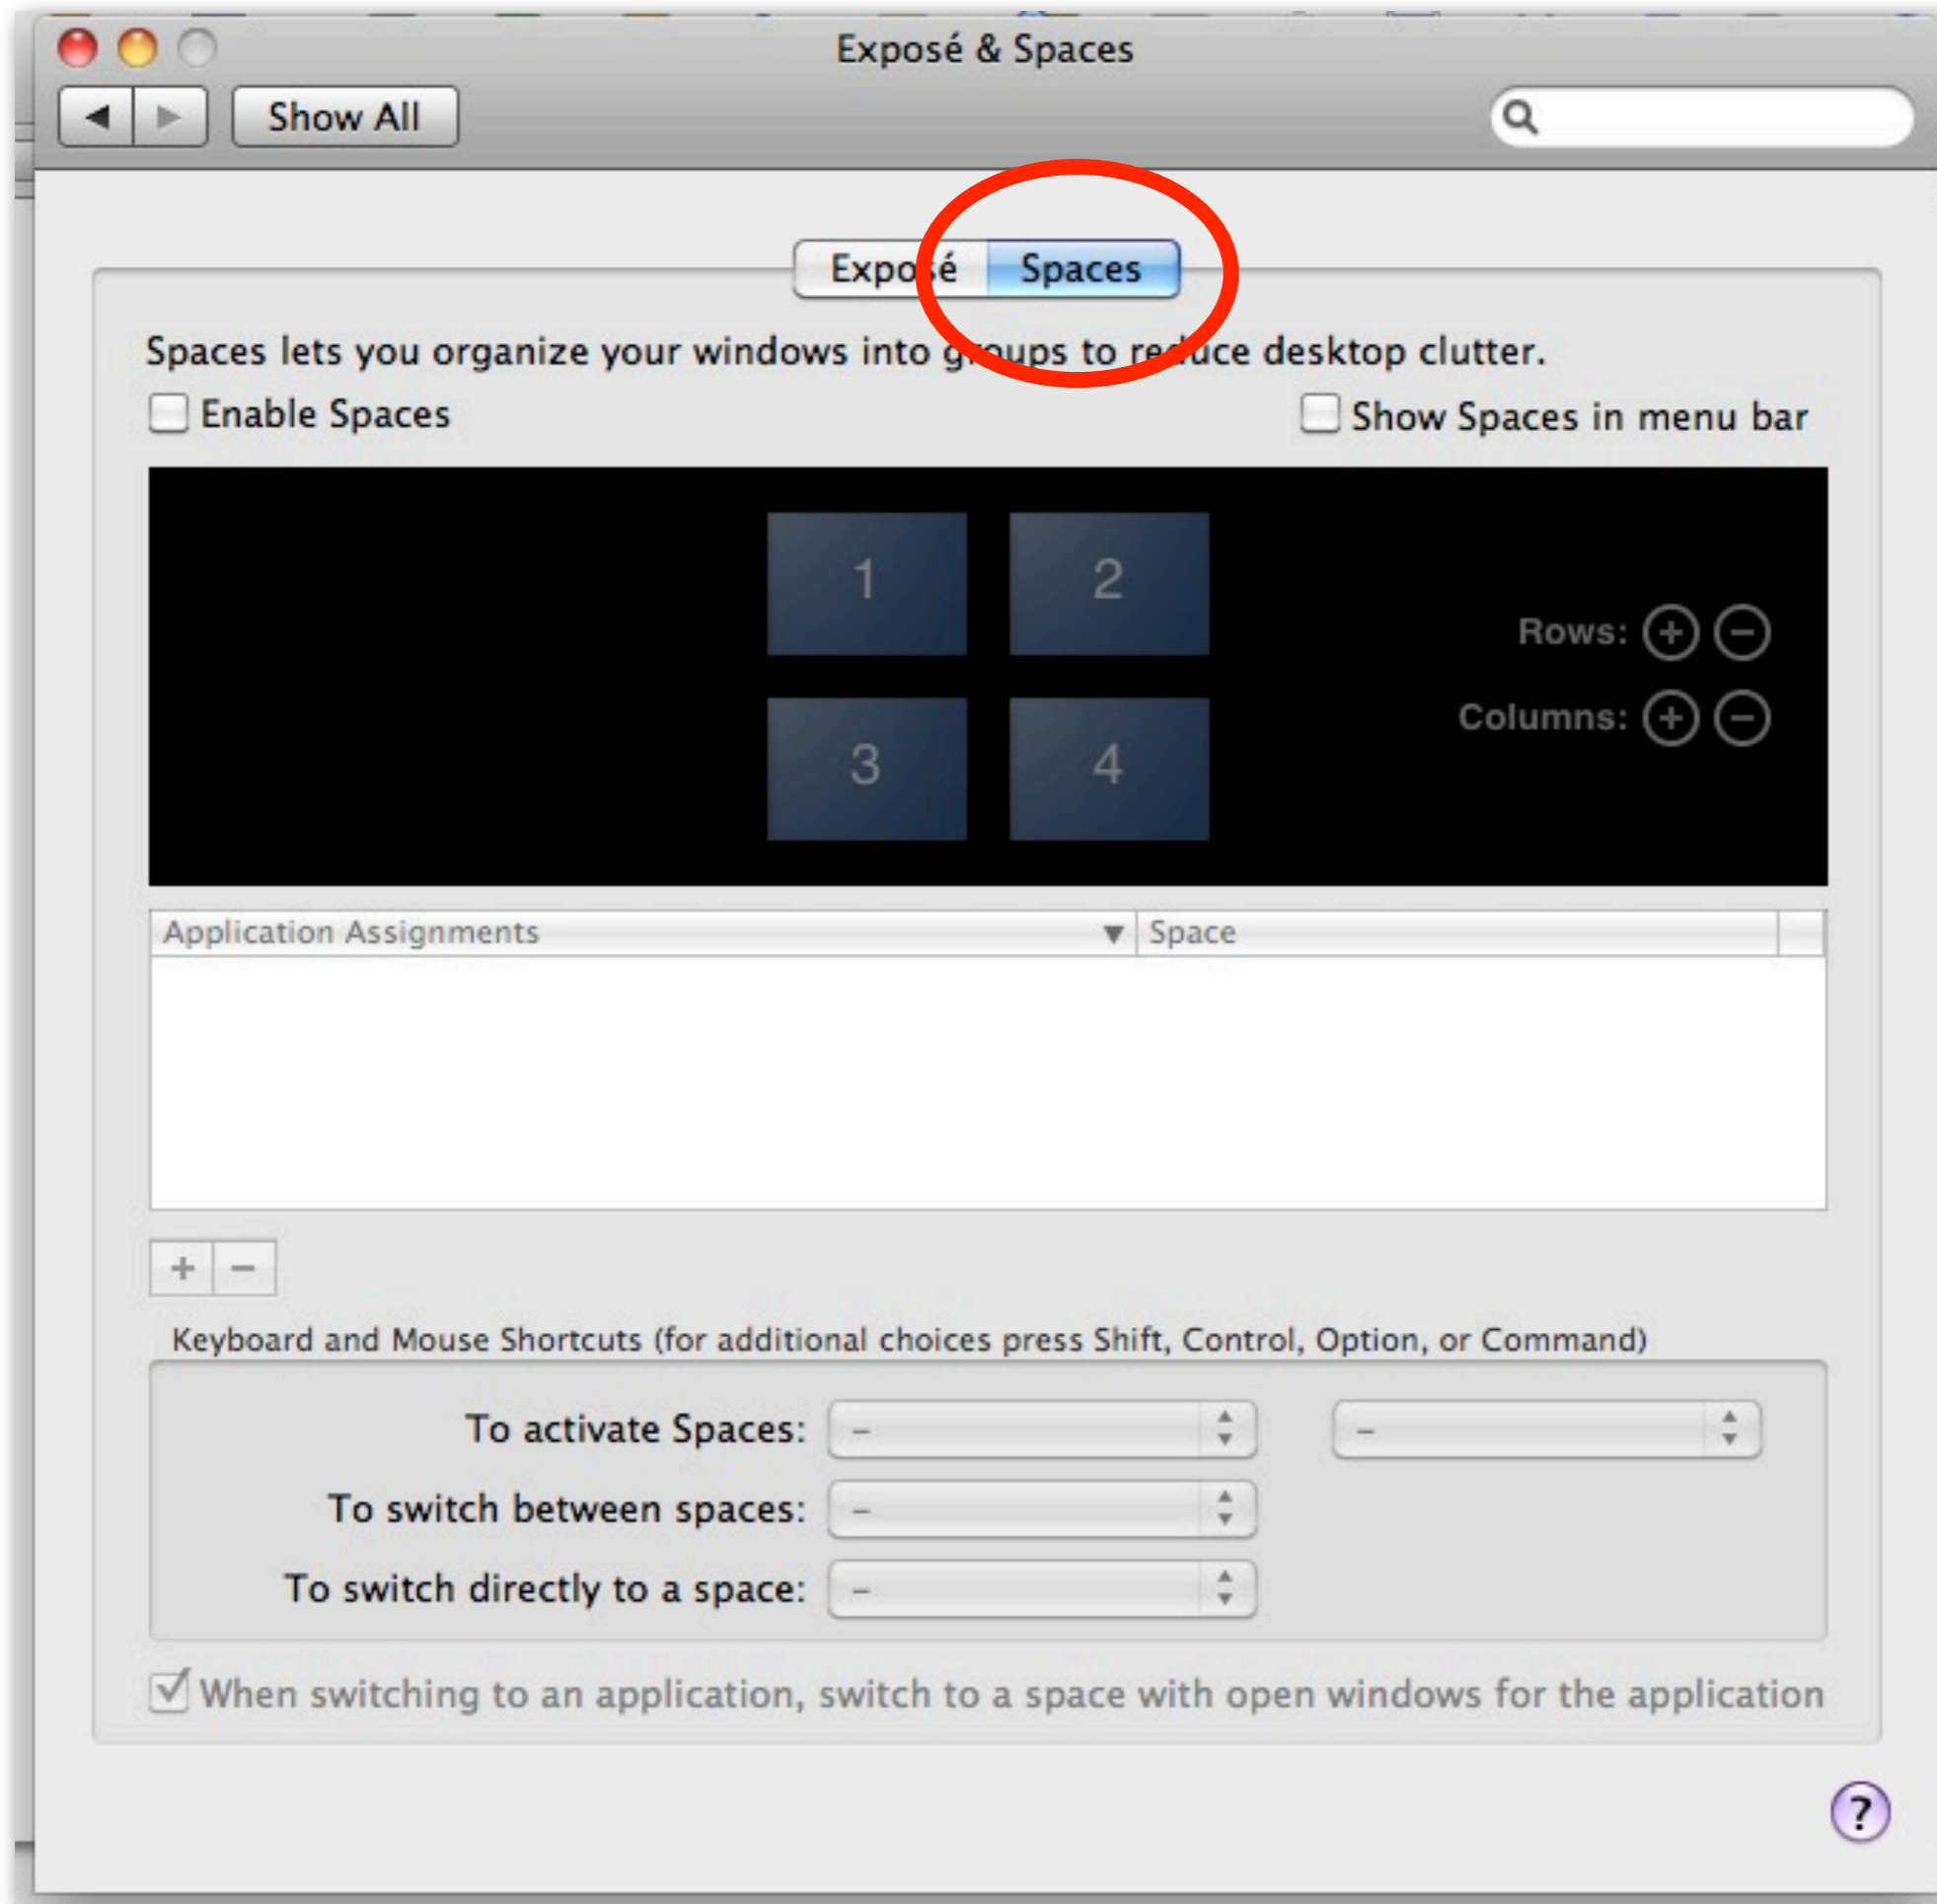 Exposé & Spaces
Show All
Exposé Spaces
Spaces lets you organize your windows into groups to reduce desktop clutter.
Enable Spaces Show Spaces in menu bar
1 2
Rows: + −
Columns: + −
3 4
Application Assignments ▼ Space
+ −
Keyboard and Mouse Shortcuts (for additional choices press Shift, Control, Option, or Command)
To activate Spaces: – –
To switch between spaces: –
To switch directly to a space: –
When switching to an application, switch to a space with open windows for the application
?